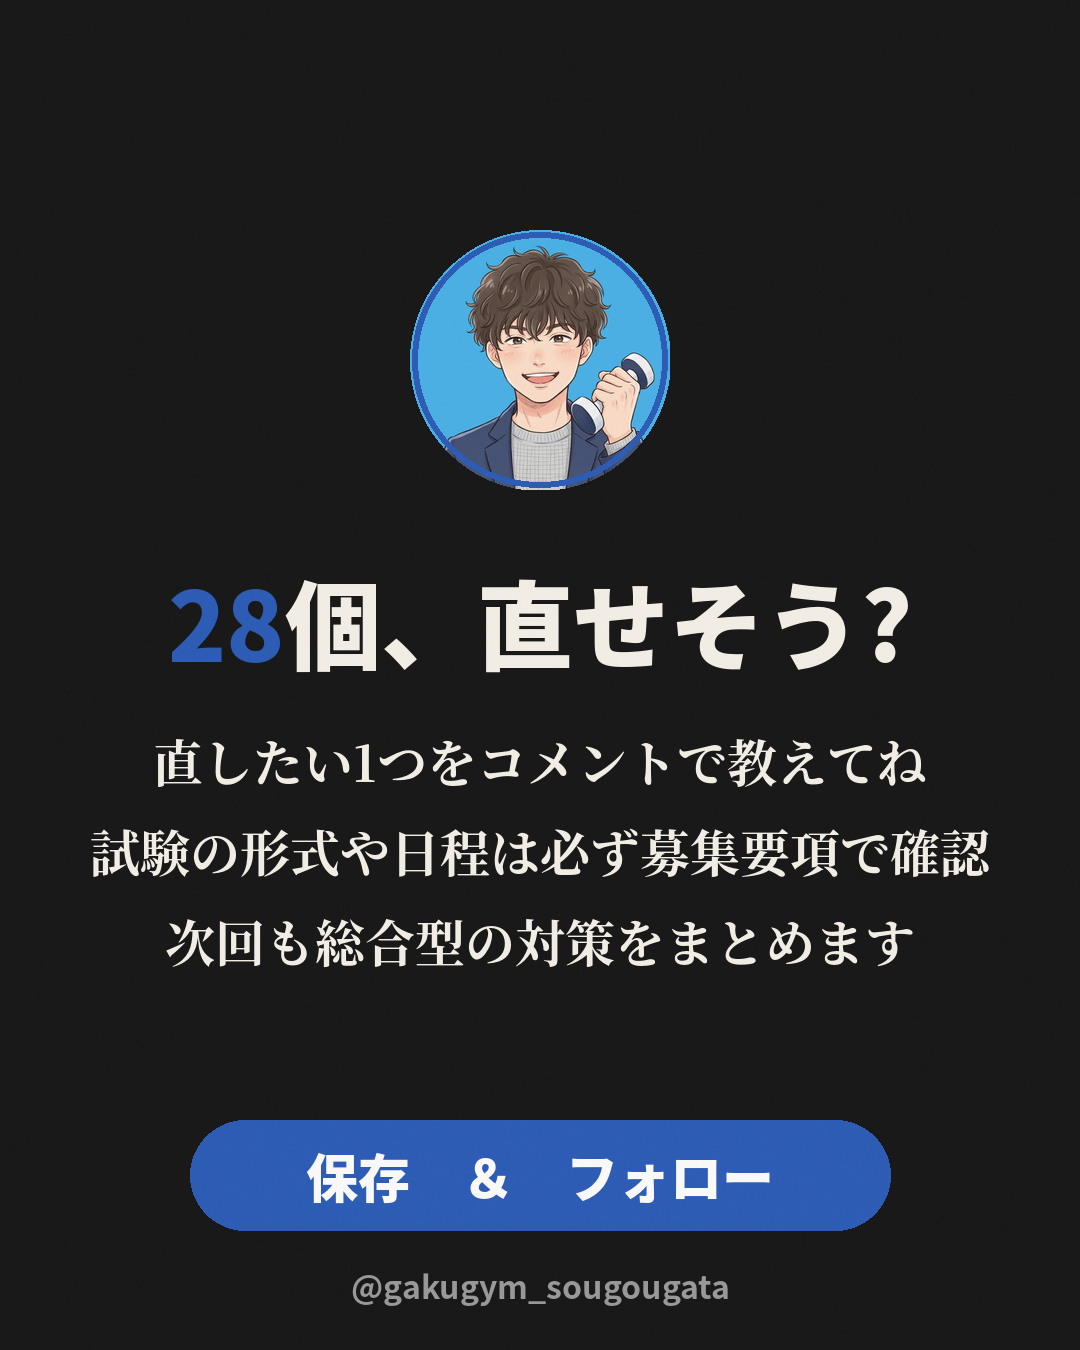 28個、直せそう?
直したい1つをコメントで教えてね
試験の形式や日程は必ず募集要項で確認
次回も総合型の対策をまとめます
保存 & フォロー
@gakugym_sougougata